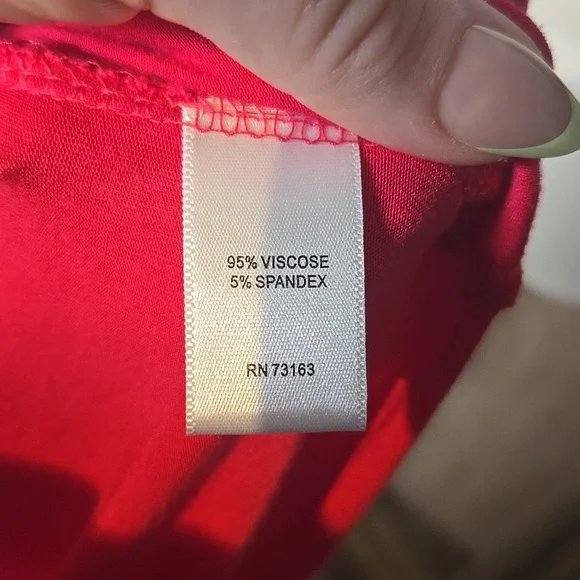 95% VISCOSE
5% SPANDEX
RN 73163